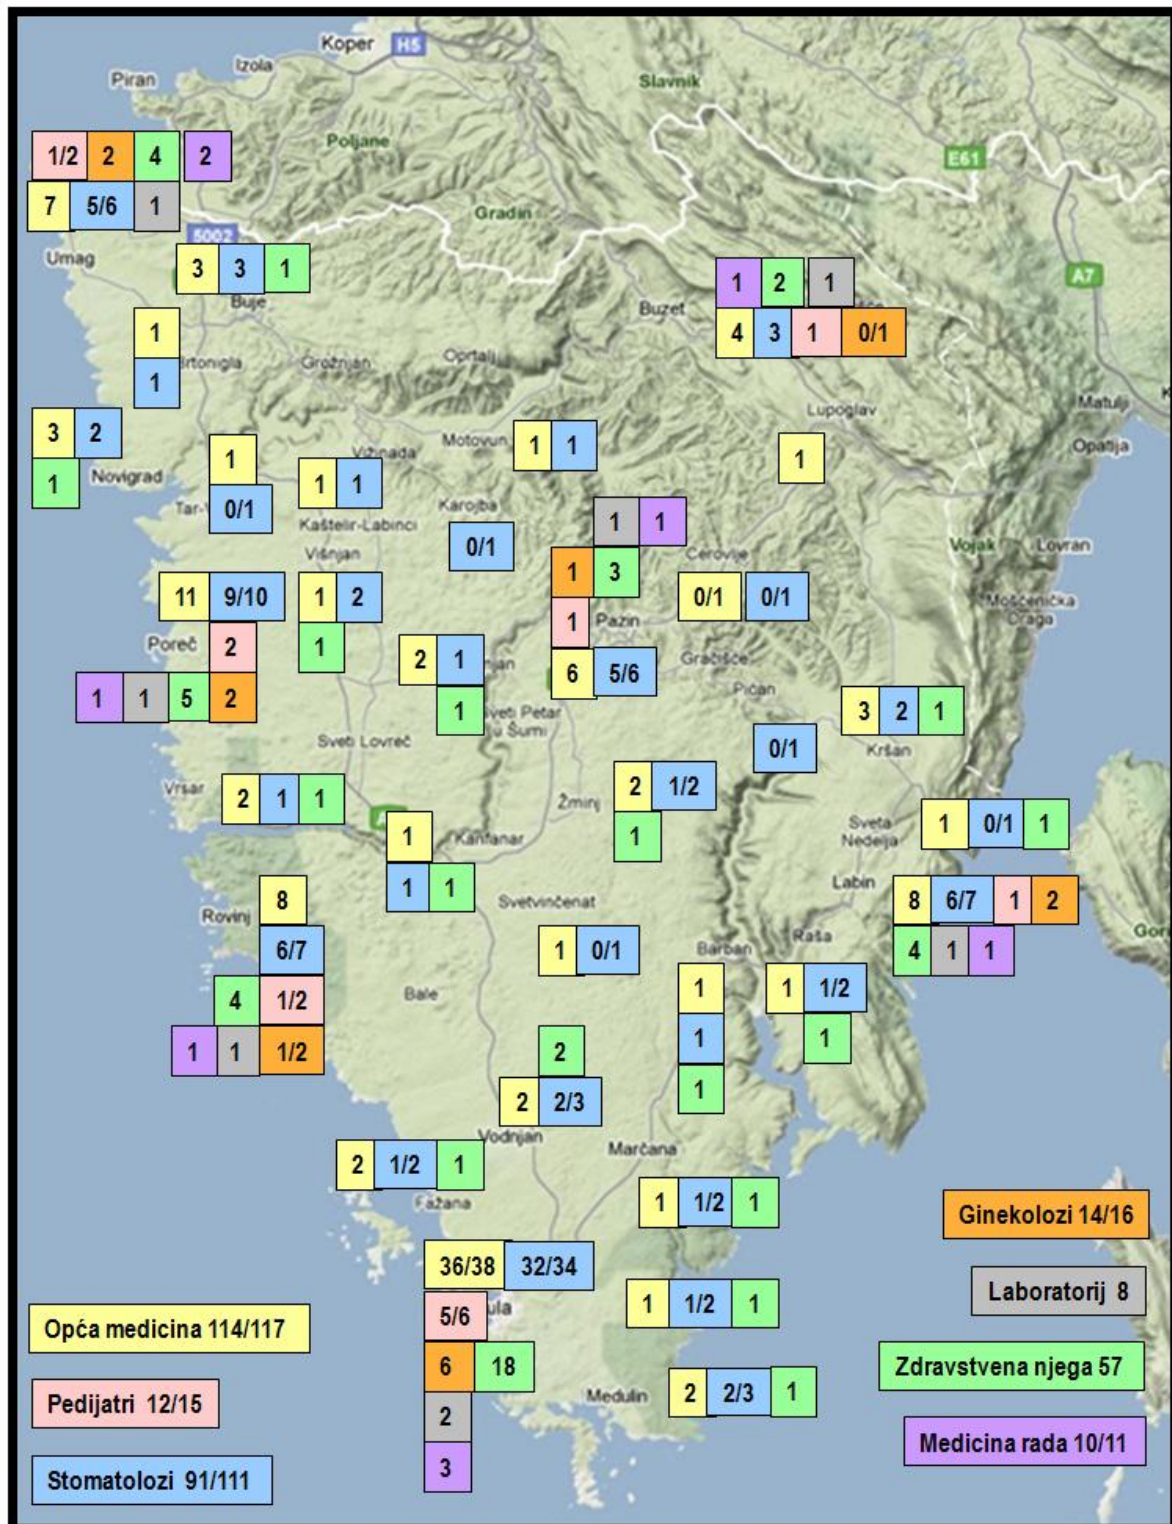 Koper H5
Izola
Piran
Slavnik
Poljane
E61
1/2 2 4 2
7 5/6 1
Gradin
5002
Umag
3 3 1
Buje
A7
1 2 1
Buzet
4 3 1 0/1
1
Brtonigla Grožnjan Oprtalj
1
Matulji
Lupoglav
Opatija
3 2
1
Novigrad
Motovun
1 1
1
1
Vižinada
1 1
Tar-V
0/1
Kaštelir-Labinci
Karojba
1 1
0/1
Višnjan
Cerovlje
Vojak
Lovran
1 3
0/1 0/1
11 9/10
1 2
Mošćenička
Draga
1
Pazin
Poreč
2
1
2 1
njan
6 5/6
Gračišće
Pičan
1 1 5 2
1
Sveti Petar
u Šumi
3 2 1
Kršan
Sveti Lovreč
0/1
Vrsar
2 1 1
Žminj
2 1/2
1
A
1
Kanfanar
Sveta
Nedelja
1 0/1 1
1 1
Labin
8 6/7 1 2
4 1 1
Svetvinčenat
8
Rovinj
6/7
1 0/1
Barban
Raša
Gori
4 1/2
Bale
1
1 1/2
1 1 1/2
1
1
1
2
2 2/3
Vodnjan
Marčana
2 1/2 1
Fažana
1 1/2 1
Ginekolozi 14/16
36/38 32/34
Laboratorij 8
5/6
ula
1 1/2 1
Opća medicina 114/117
6 18
Zdravstvena njega 57
Medulin
2 2/3 1
Pedijatri 12/15
2
Medicina rada 10/11
3
Stomatolozi 91/111